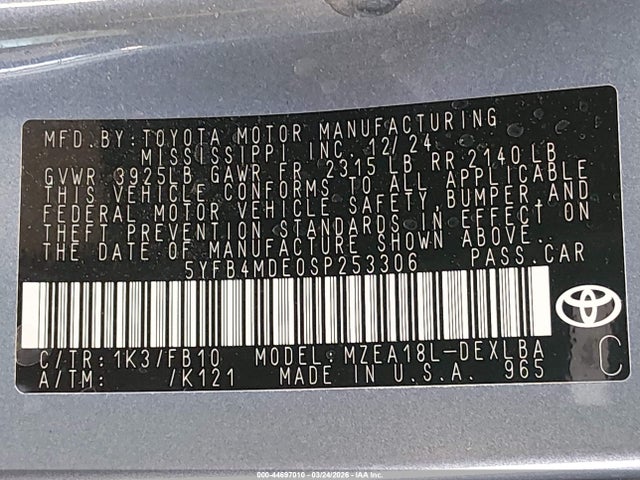 MFD. BY: TOYOTA MOTOR MANUFACTURING
MISSISSIPPI, INC. 12/24
GVWR 3925LB GAWR FR 2315 LB RR 2140 LB
THIS VEHICLE CONFORMS TO ALL APPLICABLE
FEDERAL MOTOR VEHICLE SAFETY, BUMPER, AND
THEFT PREVENTION STANDARDS IN EFFECT ON
THE DATE OF MANUFACTURE SHOWN ABOVE.
5YFB4MDE0SP253306 PASS. CAR
C/TR: 1K3/FB10 MODEL: MZEA18L-DEXLBA
A/TM: /K121 MADE IN U.S.A. 965
C
000-44697010 - 03/24/2026 - IAA Inc.